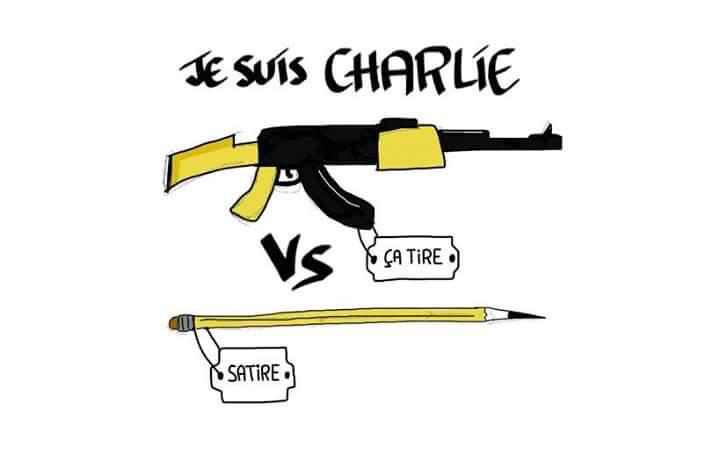 JE SUIS CHARLIE
VS
ÇA TIRE
SATIRE